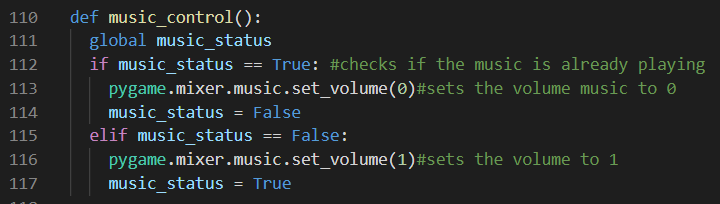 110 def music_control():
111 global music_status
112 if music_status == True: #checks if the music is already playing
113 pygame.mixer.music.set_volume(0)#sets the volume music to 0
114 music_status = False
115 elif music_status == False:
116 pygame.mixer.music.set_volume(1)#sets the volume to 1
117 music_status = True